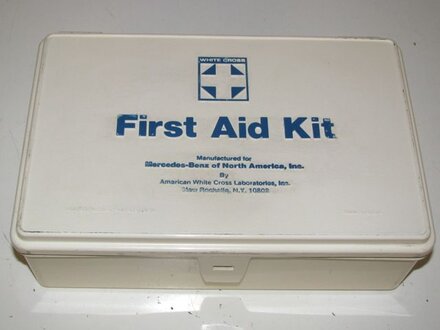 WHITE CROSS
First Aid Kit
Manufactured for
Mercedes-Benz of North America, Inc.
By
American White Cross Laboratories, Inc.
New Rochelle, N.Y. 10802